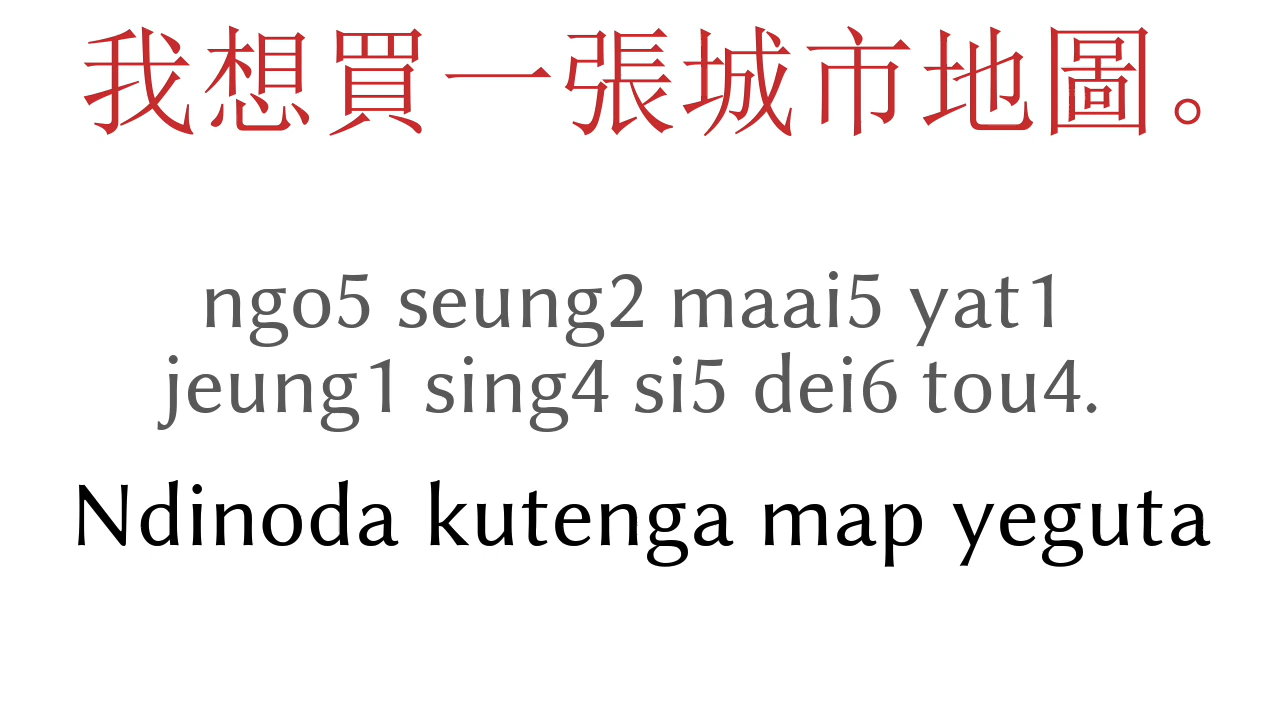 我想買一張城市地圖。
ngo5 seung2 maai5 yat1
jeung1 sing4 si5 dei6 tou4.
Ndinoda kutenga map yeguta